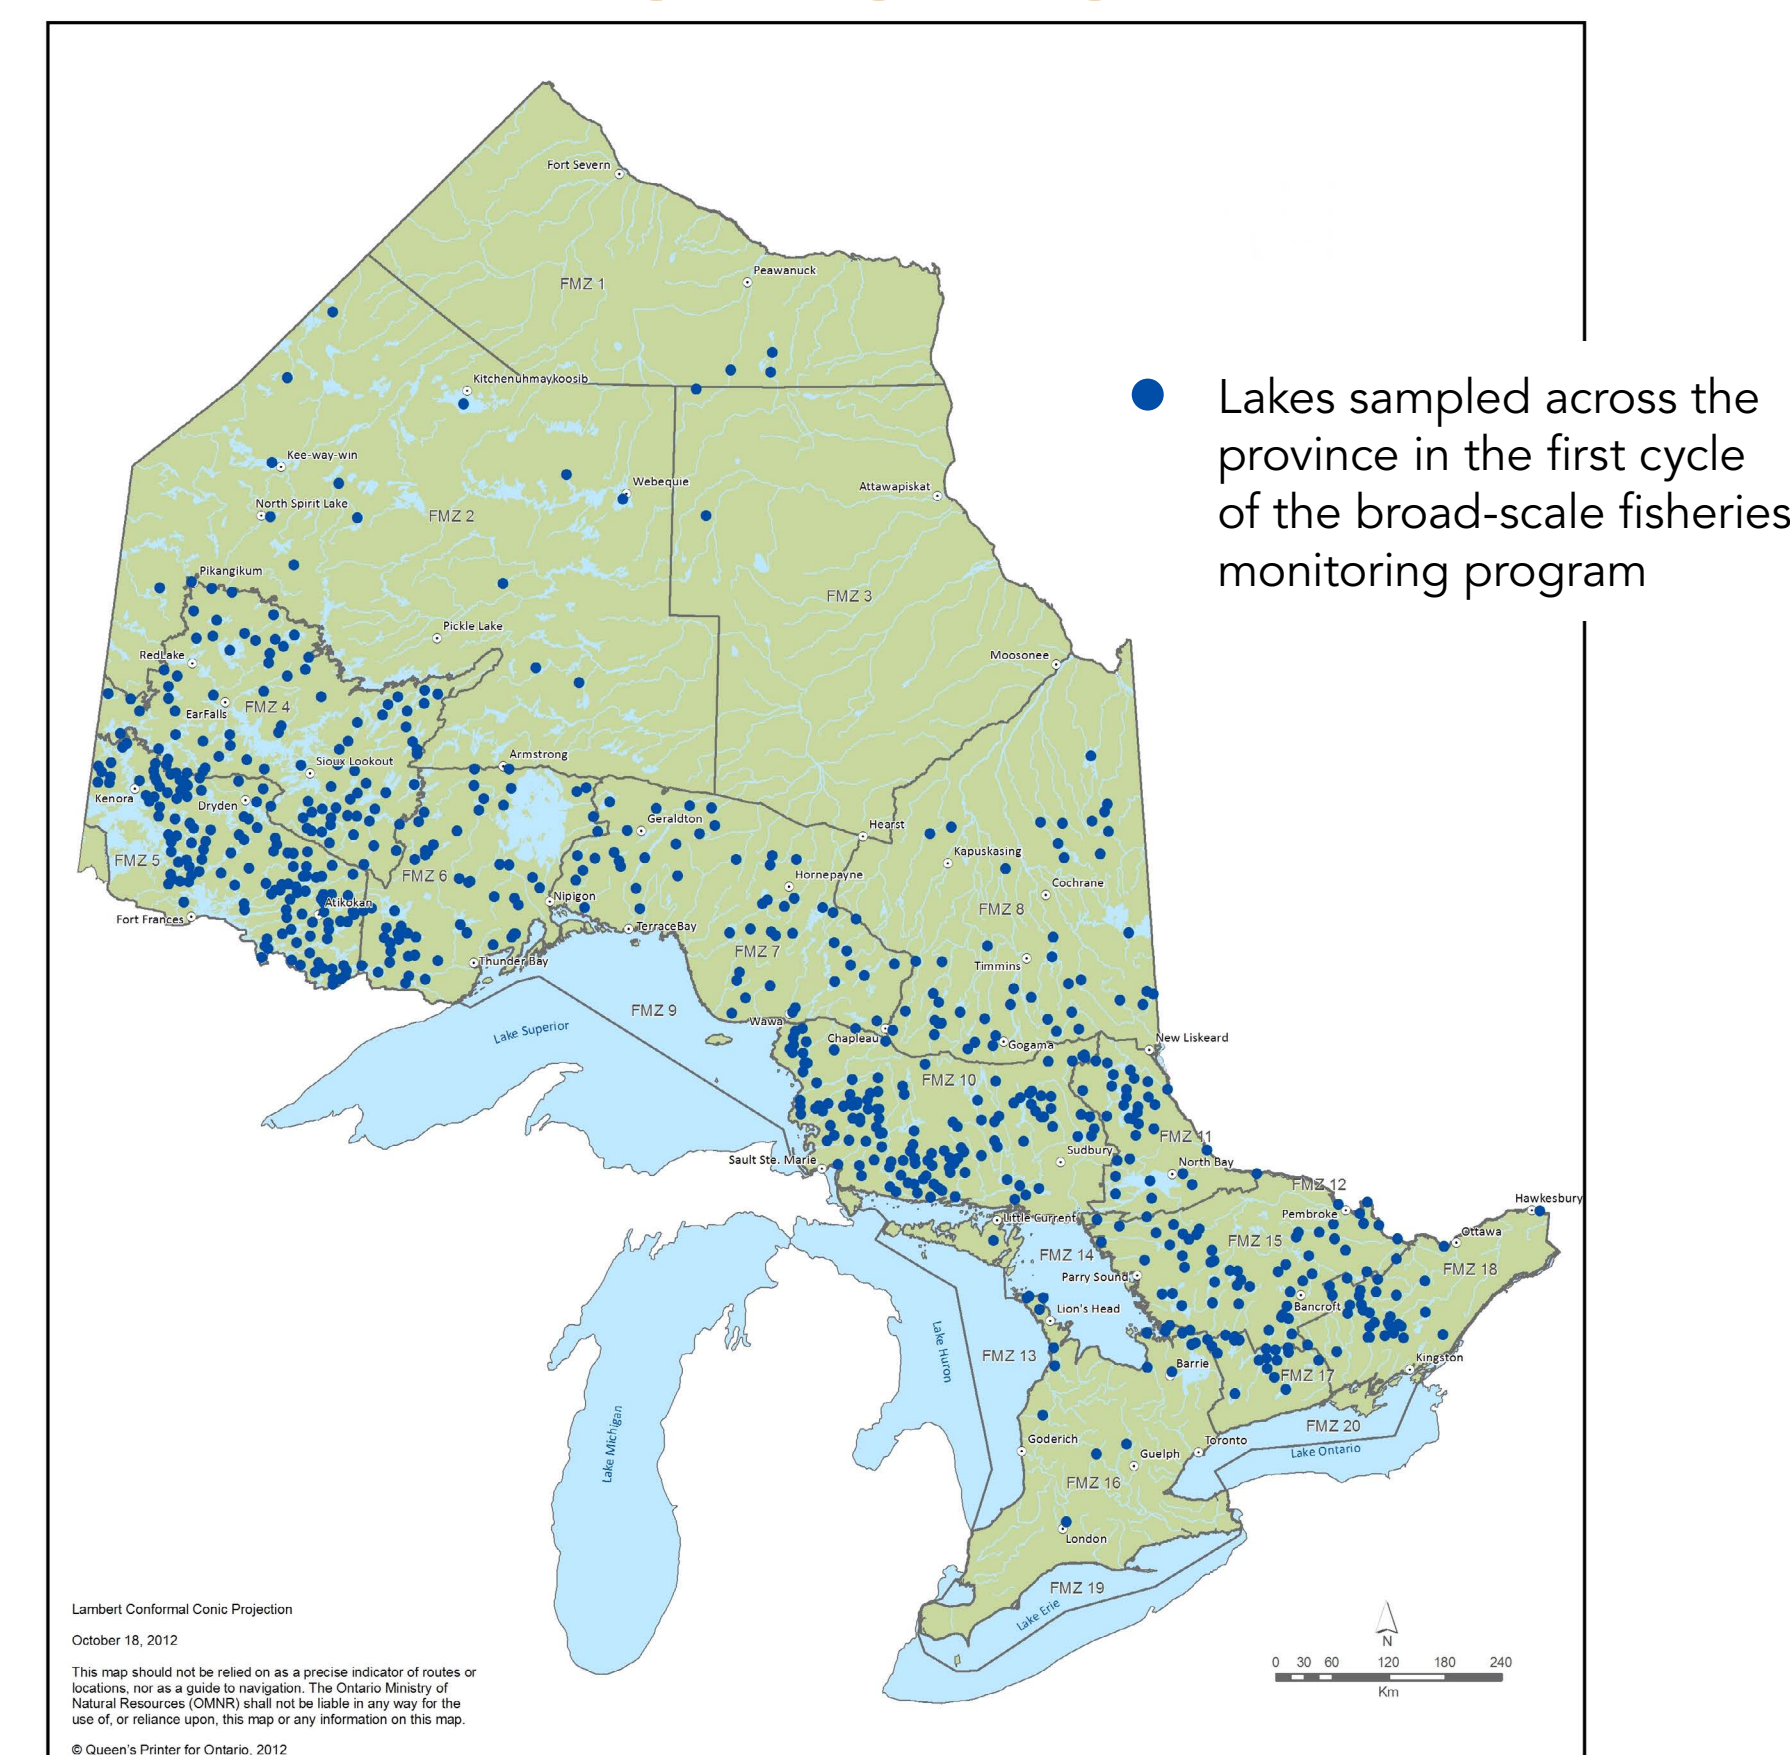 Fort Severn
Peawanuck
FMZ 1
Kitchenuhmaykoosib
Lakes sampled across the
province in the first cycle
of the broad-scale fisheries
monitoring program
Kee-way-win
Webequie
Attawapiskat
North Spirit Lake
FMZ 2
Pikangikum
FMZ 3
Pickle Lake
RedLake
Moosonee
EarFalls
FMZ 4
Armstrong
Sioux Lookout
Kenora
Dryden
Geraldton
Hearst
FMZ 5
Kapuskasing
FMZ 6
Hornepayne
Cochrane
Nipigon
Atikokan
FMZ 8
Fort Frances
TerraceBay
FMZ 7
Thunder Bay
Timmins
FMZ 9
Wawa
Lake Superior
Chapleau
Gogama
New Liskeard
FMZ 10
FMZ 11
Sudbury
Sault Ste. Marie
North Bay
FMZ 12
Hawkesbury
Pembroke
Little Current
Ottawa
FMZ 15
FMZ 14
FMZ 18
Parry Sound
Bancroft
Lion's Head
Lake Huron
FMZ 13
Barrie
Kingston
FMZ 17
Lake Michigan
FMZ 20
Goderich
Toronto
Guelph
Lake Ontario
FMZ 16
London
FMZ 19
Lake Erie
Lambert Conformal Conic Projection
October 18, 2012
This map should not be relied on as a precise indicator of routes or
locations, nor as a guide to navigation. The Ontario Ministry of
Natural Resources (OMNR) shall not be liable in any way for the
use of, or reliance upon, this map or any information on this map.
© Queen's Printer for Ontario, 2012
N
0 30 60 120 180 240
Km